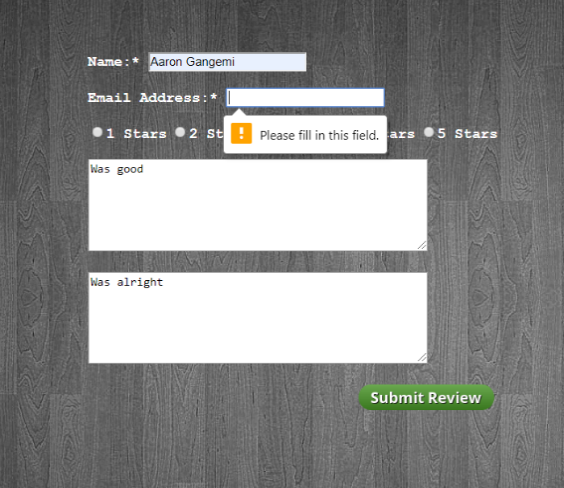 Name:* Aaron Gangemi
Email Address:*
1 Stars 2 St ars 5 Stars
! Please fill in this field.
Was good
Was alright
Submit Review